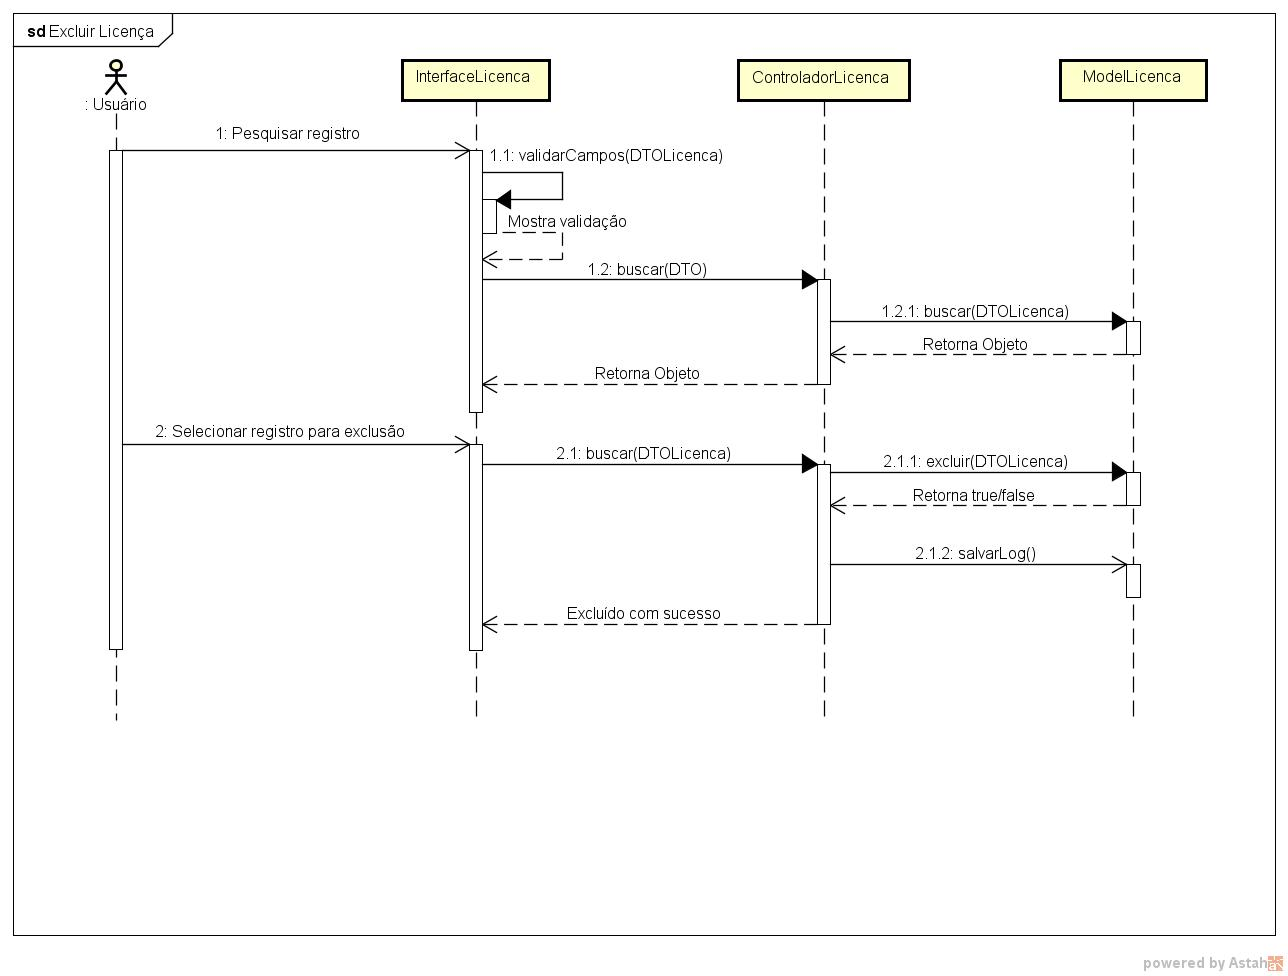 sd Excluir Licença
: Usuário
InterfaceLicenca
ControladorLicenca
ModelLicenca
1: Pesquisar registro
1.1: validarCampos(DTOLicenca)
Mostra validação
1.2: buscar(DTO)
1.2.1: buscar(DTOLicenca)
Retorna Objeto
Retorna Objeto
2: Selecionar registro para exclusão
2.1: buscar(DTOLicenca)
2.1.1: excluir(DTOLicenca)
Retorna true/false
2.1.2: salvarLog()
Excluído com sucesso
powered by Astah